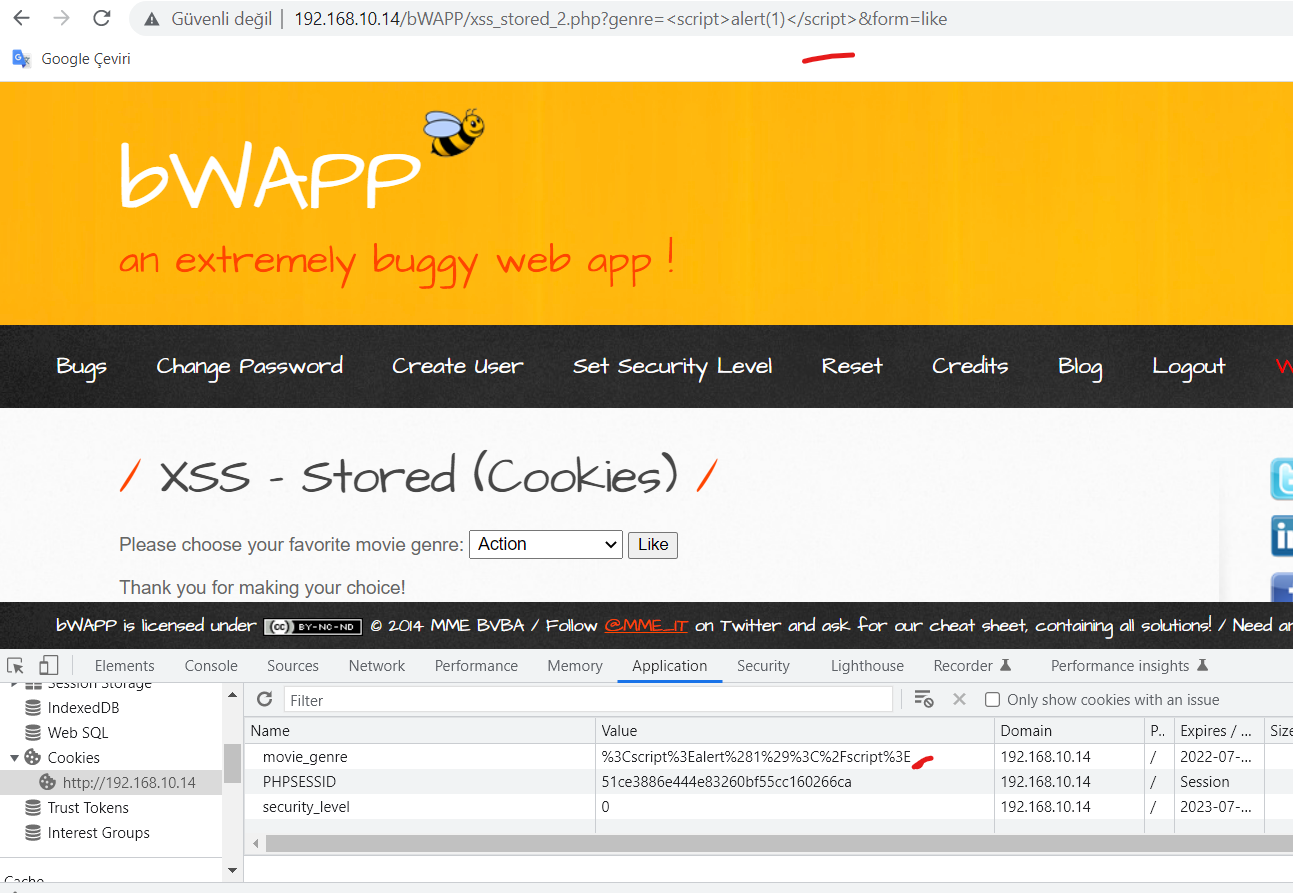 Güvenli değil | 192.168.10.14/bWAPP/xss_stored_2.php?genre=<script>alert(1)</script>&form=like
Google Çeviri
bWAPP
an extremely buggy web app !
Bugs Change Password Create User Set Security Level Reset Credits Blog Logout W
/ XSS - Stored (Cookies) /
Please choose your favorite movie genre: Action Like
Thank you for making your choice!
bWAPP is licensed under (cc) BY-NC-ND © 2014 MME BVBA / Follow @MME_IT on Twitter and ask for our cheat sheet, containing all solutions! / Need an
Elements Console Sources Network Performance Memory Application Security Lighthouse Recorder Performance insights
Session Storage
IndexedDB
Web SQL
Cookies
http://192.168.10.14
Trust Tokens
Interest Groups
Cache
Filter Only show cookies with an issue
Name Value Domain P.. Expires / ... Size
movie_genre %3Cscript%3Ealert%281%29%3C%2Fscript%3E 192.168.10.14 / 2022-07-...
PHPSESSID 51ce3886e444e83260bf55cc160266ca 192.168.10.14 / Session
security_level 0 192.168.10.14 / 2023-07-...